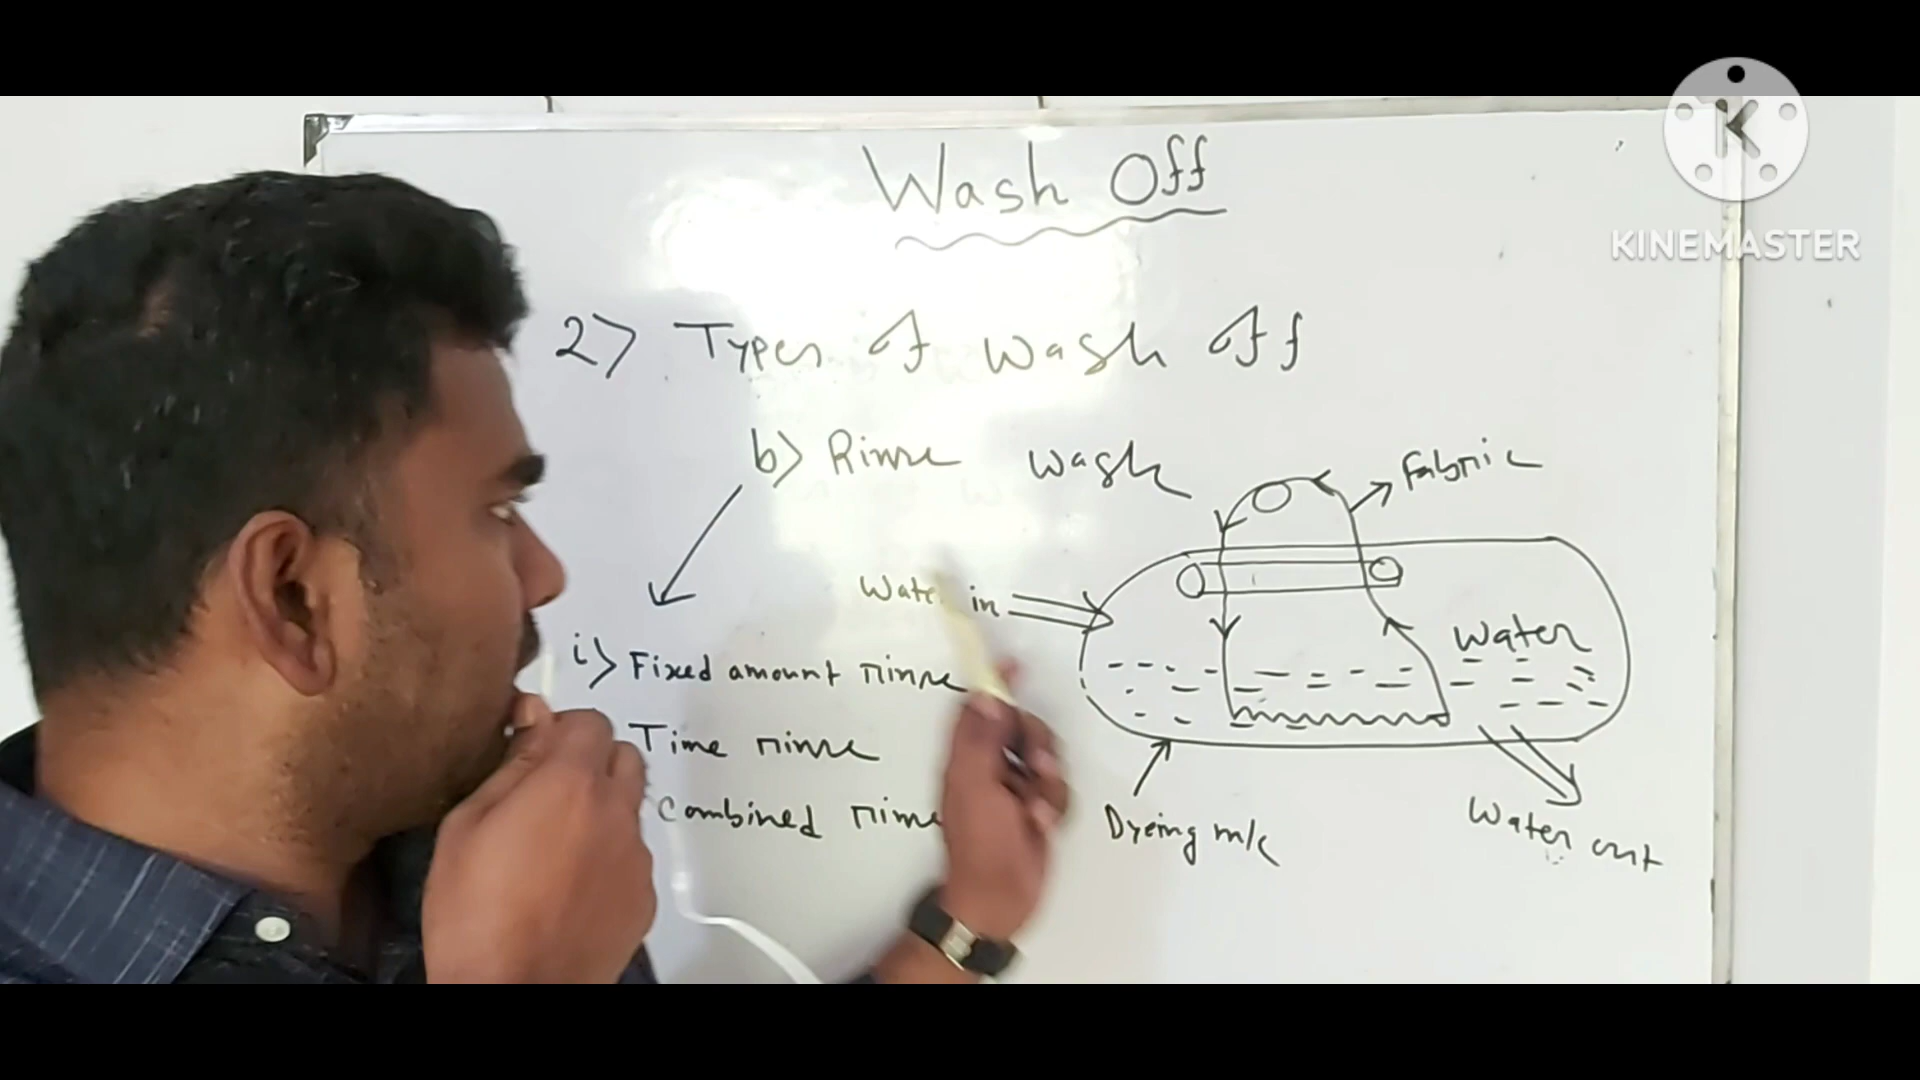 Wash Off
KINEMASTER
2) Types of Wash Off
b) Rinse wash
Fabric
Water in
Water
i) Fixed amount rinse
Time rinse
Combined rinse
Dyeing m/c
Water out